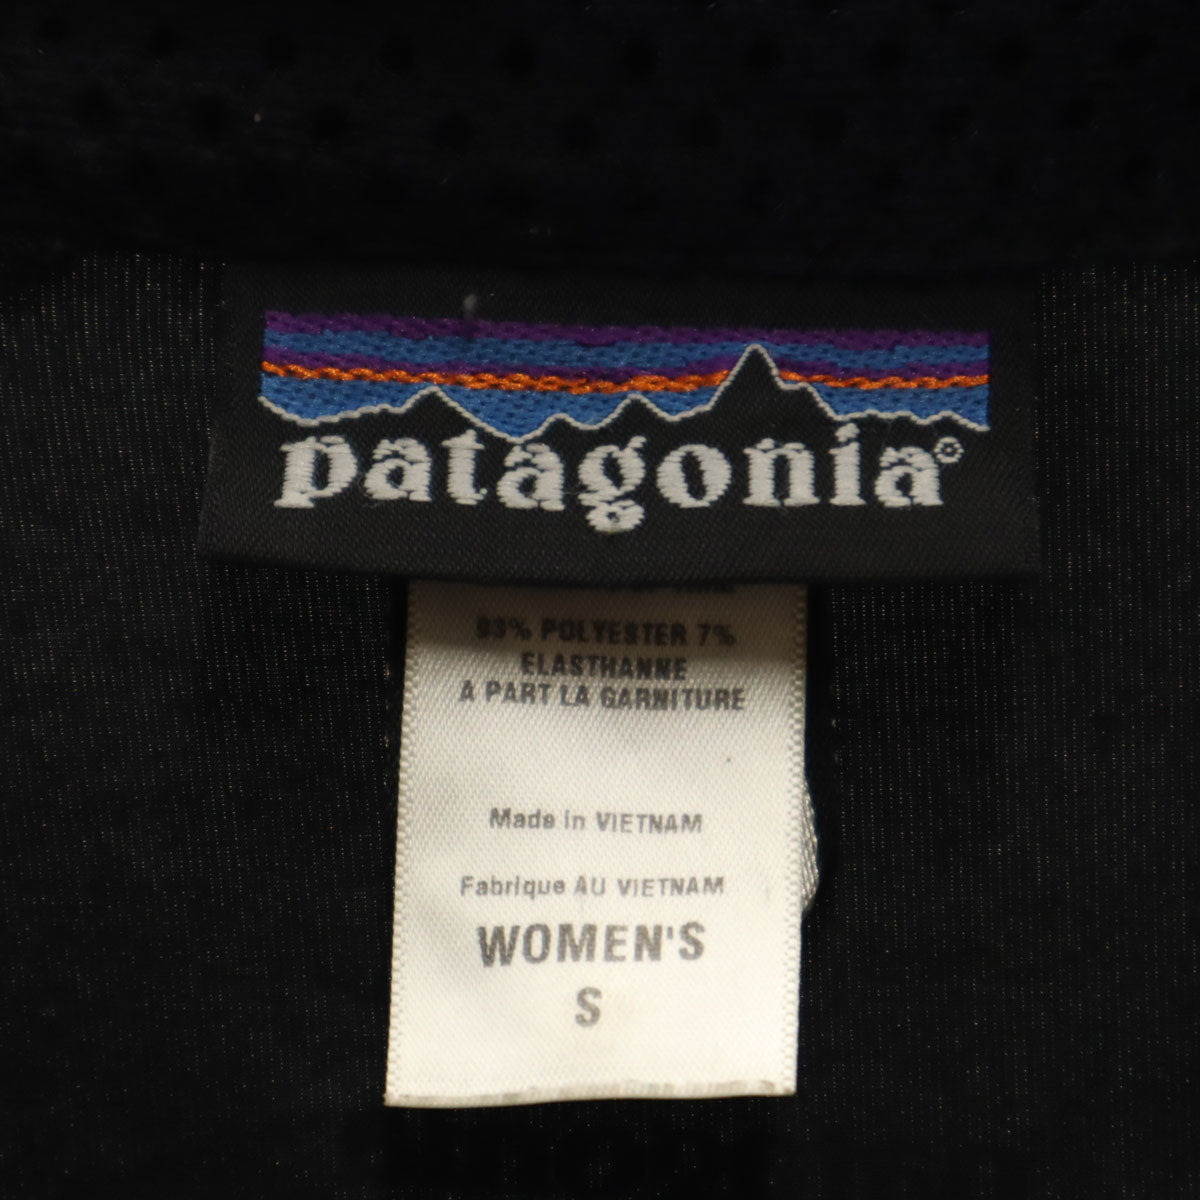 patagonia®
93% POLYESTER 7%
ELASTHANNE
À PART LA GARNITURE
Made in VIETNAM
Fabrique AU VIETNAM
WOMEN'S
S